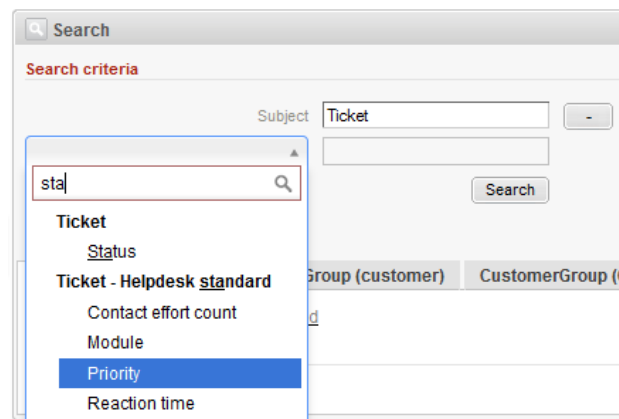 Search
Search criteria
Subject Ticket -
sta
Search
Ticket
Status
Ticket - Helpdesk standard
Group (customer) CustomerGroup (
Contact effort count
d
Module
Priority
Reaction time